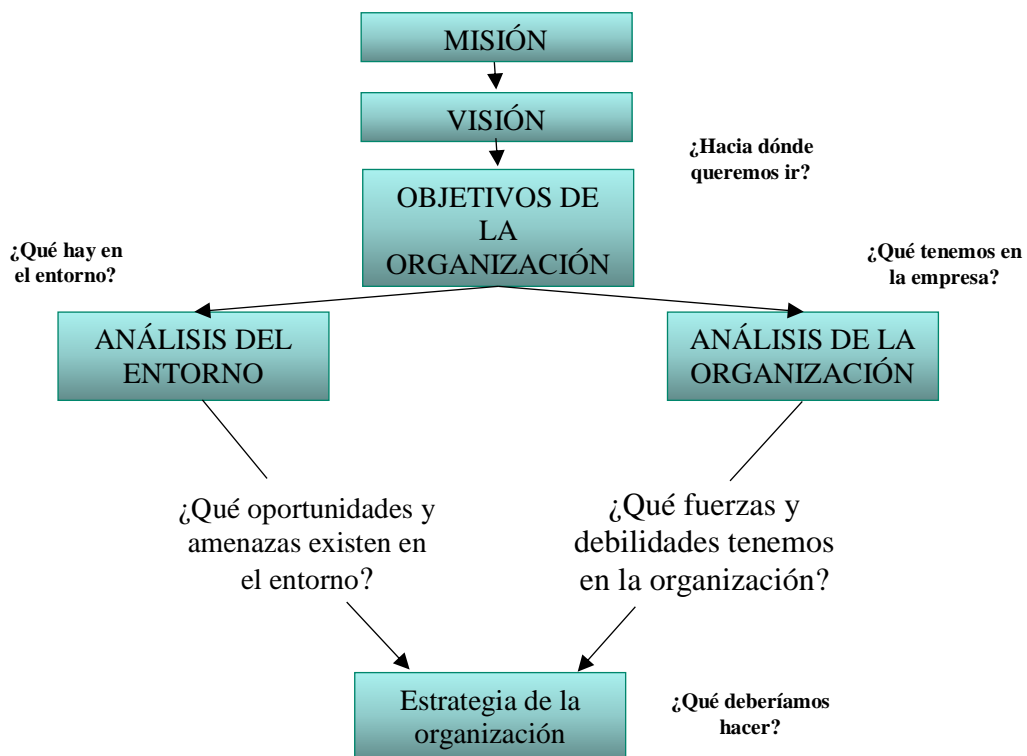 MISIÓN
VISIÓN
¿Hacia dónde
queremos ir?
OBJETIVOS DE
LA
ORGANIZACIÓN
¿Qué hay en
el entorno?
¿Qué tenemos en
la empresa?
ANÁLISIS DEL
ENTORNO
ANÁLISIS DE LA
ORGANIZACIÓN
¿Qué oportunidades y
amenazas existen en
el entorno?
¿Qué fuerzas y
debilidades tenemos
en la organización?
Estrategia de la
organización
¿Qué deberíamos
hacer?